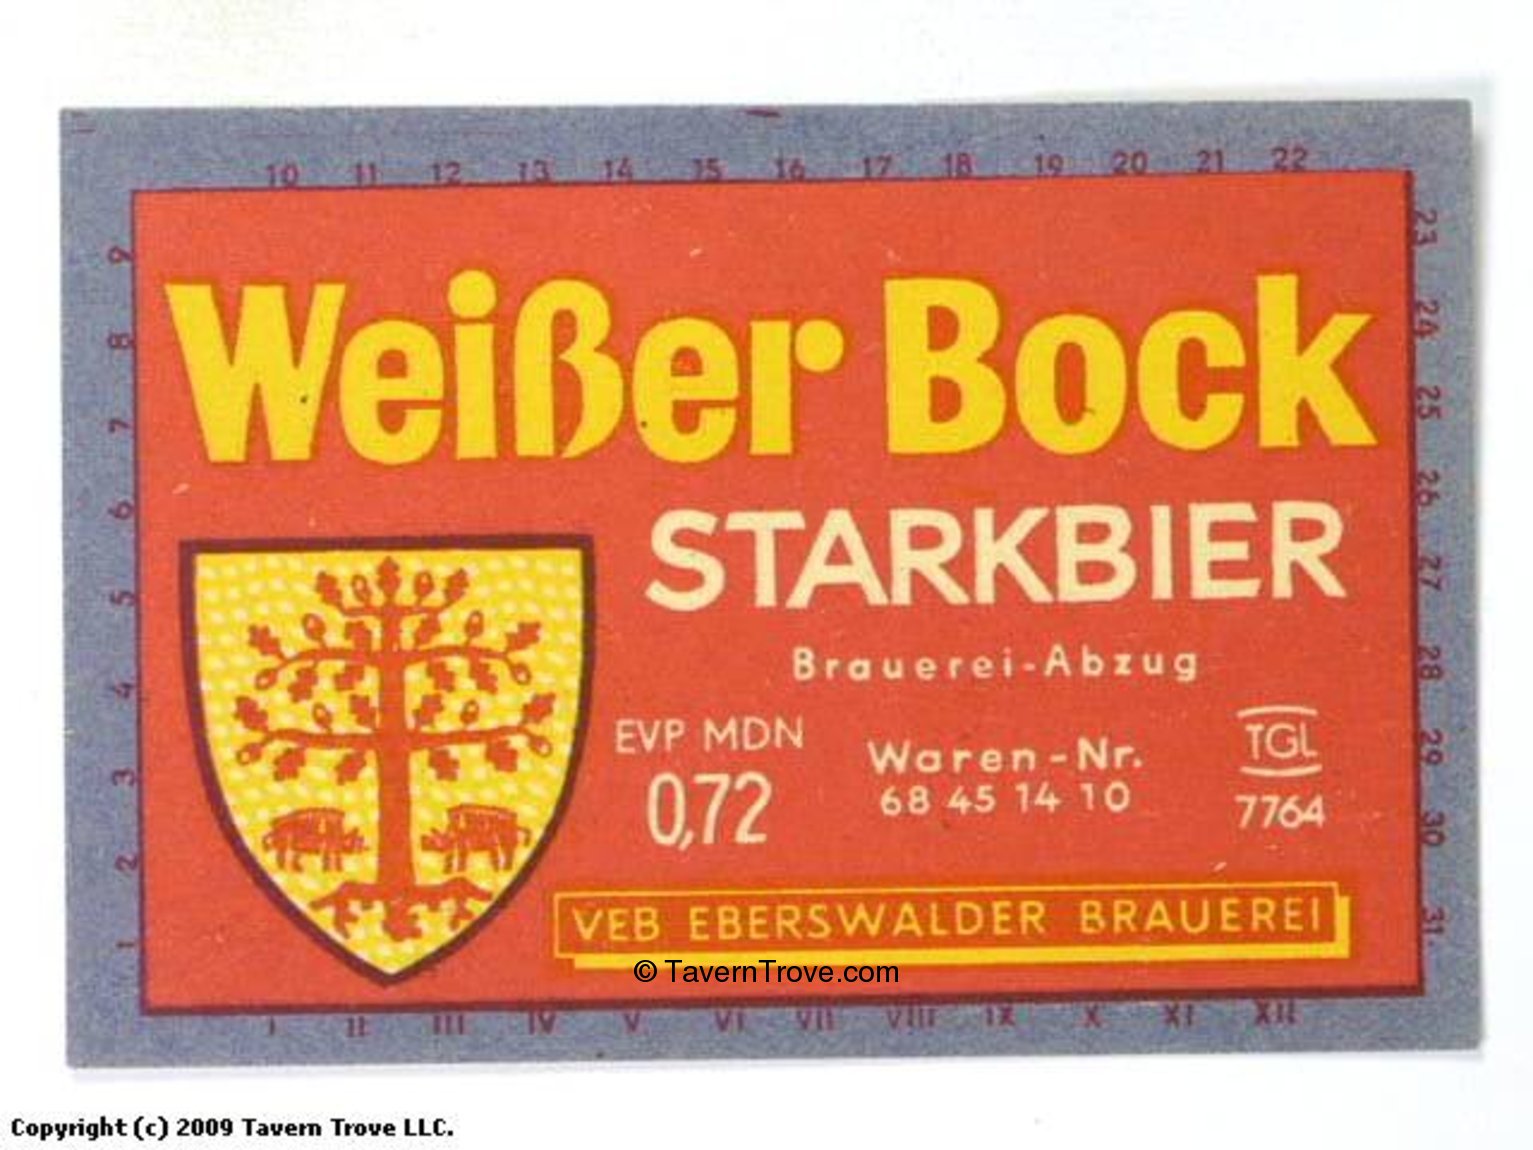 10 11 12 13 14 15 16 17 18 19 20 21 22
23 24 25 26 27 28 29 30 31
9 8 7 6 5 4 3 2 1
Weißer Bock
STARKBIER
Brauerei-Abzug
EVP MDN
0,72
Waren-Nr.
68 45 14 10
TGL
7764
VEB EBERSWALDER BRAUEREI
© TavernTrove.com
I II III IV V VI VII VIII IX X XI XII
Copyright (c) 2009 Tavern Trove LLC.